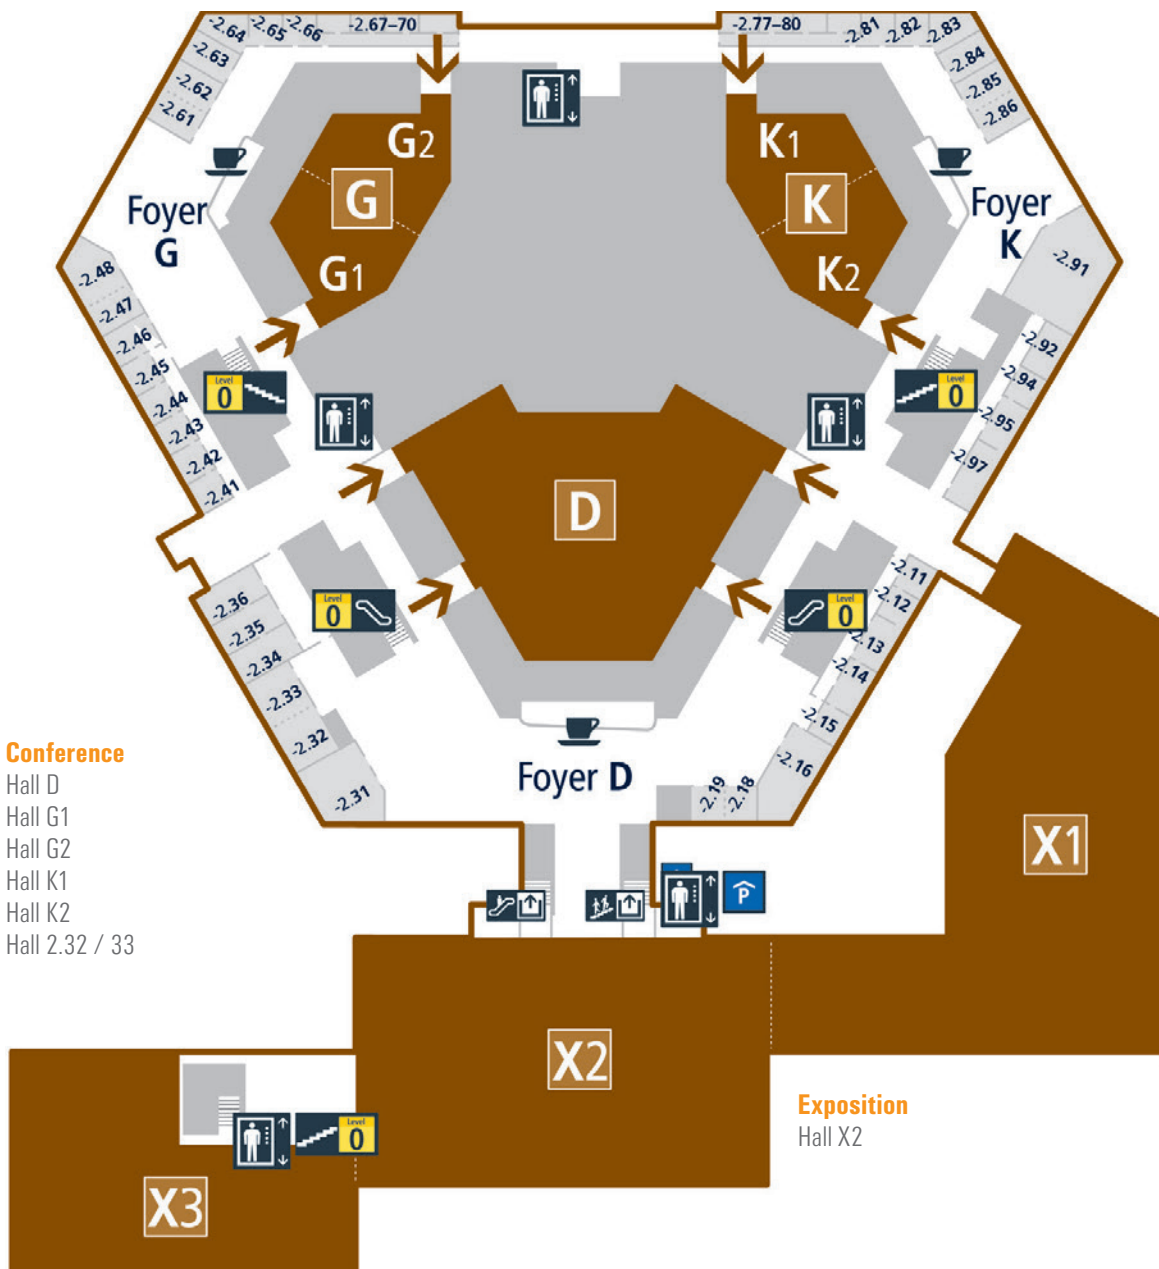 -2.64
-2.65
-2.66
-2.67–70
-2.77–80
-2.81
-2.82
-2.83
-2.63
-2.62
-2.61
-2.84
-2.85
-2.86
G2
G
G1
K1
K
K2
Foyer
G
Foyer
K
-2.48
-2.47
-2.46
-2.45
-2.44
-2.43
-2.42
-2.41
-2.91
-2.92
-2.94
-2.95
-2.97
Level
0
Level
0
D
Level
0
Level
0
-2.36
-2.35
-2.34
-2.33
-2.32
-2.31
-2.11
-2.12
-2.13
-2.14
-2.15
-2.16
-2.18
-2.19
Foyer D
Conference
Hall D
Hall G1
Hall G2
Hall K1
Hall K2
Hall 2.32 / 33
X1
P
X2
Exposition
Hall X2
Level
0
X3